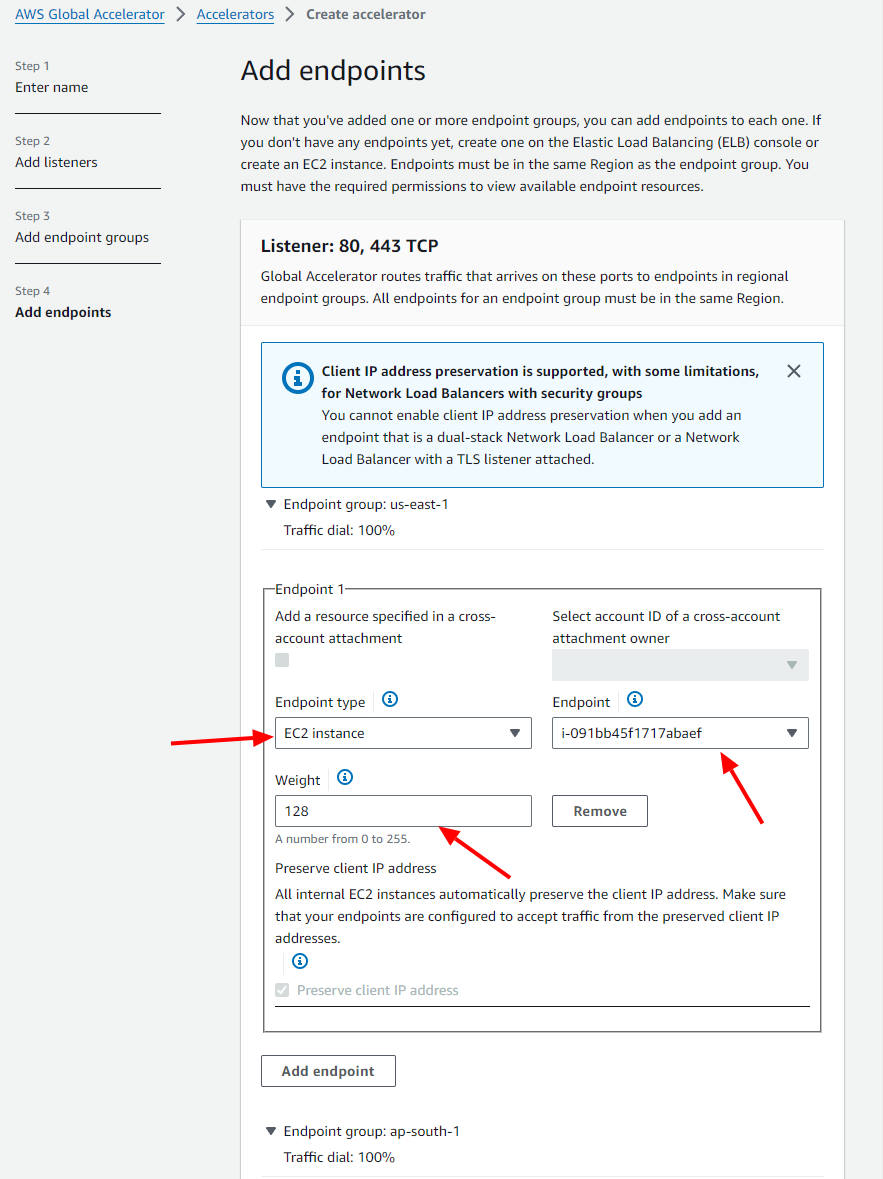 AWS Global Accelerator > Accelerators > Create accelerator
Step 1
Enter name
Step 2
Add listeners
Step 3
Add endpoint groups
Step 4
Add endpoints
Add endpoints
Now that you've added one or more endpoint groups, you can add endpoints to each one. If
you don't have any endpoints yet, create one on the Elastic Load Balancing (ELB) console or
create an EC2 instance. Endpoints must be in the same Region as the endpoint group. You
must have the required permissions to view available endpoint resources.
Listener: 80, 443 TCP
Global Accelerator routes traffic that arrives on these ports to endpoints in regional
endpoint groups. All endpoints for an endpoint group must be in the same Region.
Client IP address preservation is supported, with some limitations,
for Network Load Balancers with security groups
You cannot enable client IP address preservation when you add an
endpoint that is a dual-stack Network Load Balancer or a Network
Load Balancer with a TLS listener attached.
Endpoint group: us-east-1
Traffic dial: 100%
Endpoint 1
Add a resource specified in a cross-
account attachment
Select account ID of a cross-account
attachment owner
Endpoint type
EC2 instance
Endpoint
i-091bb45f1717abaef
Weight
128
Remove
A number from 0 to 255.
Preserve client IP address
All internal EC2 instances automatically preserve the client IP address. Make sure
that your endpoints are configured to accept traffic from the preserved client IP
addresses.
Preserve client IP address
Add endpoint
Endpoint group: ap-south-1
Traffic dial: 100%